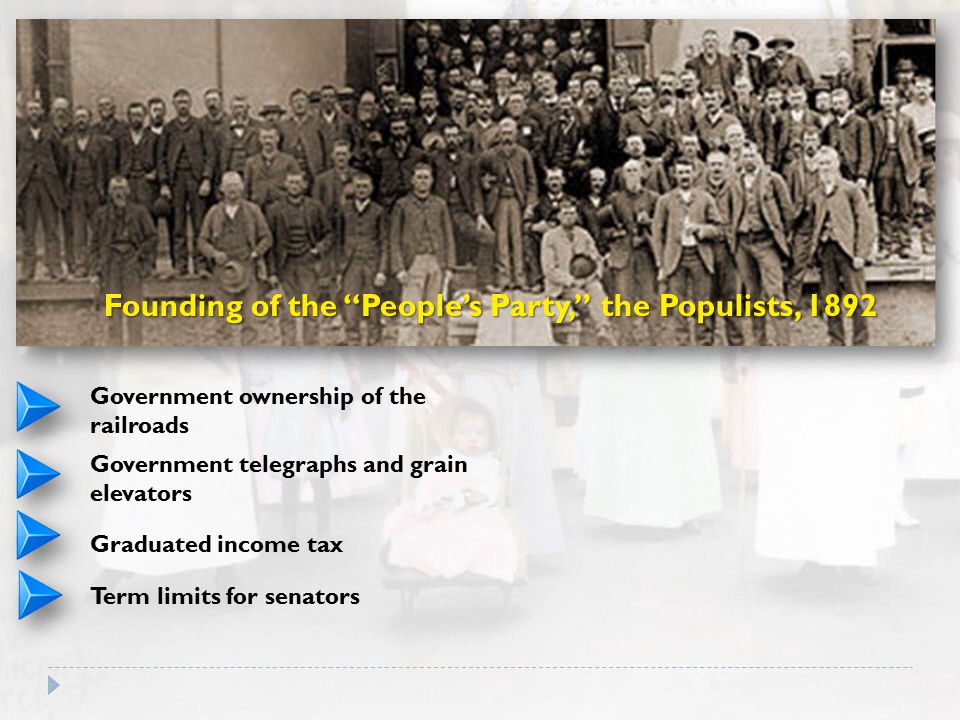 Founding of the “People’s Party,” the Populists, 1892
Government ownership of the
railroads
Government telegraphs and grain
elevators
Graduated income tax
Term limits for senators